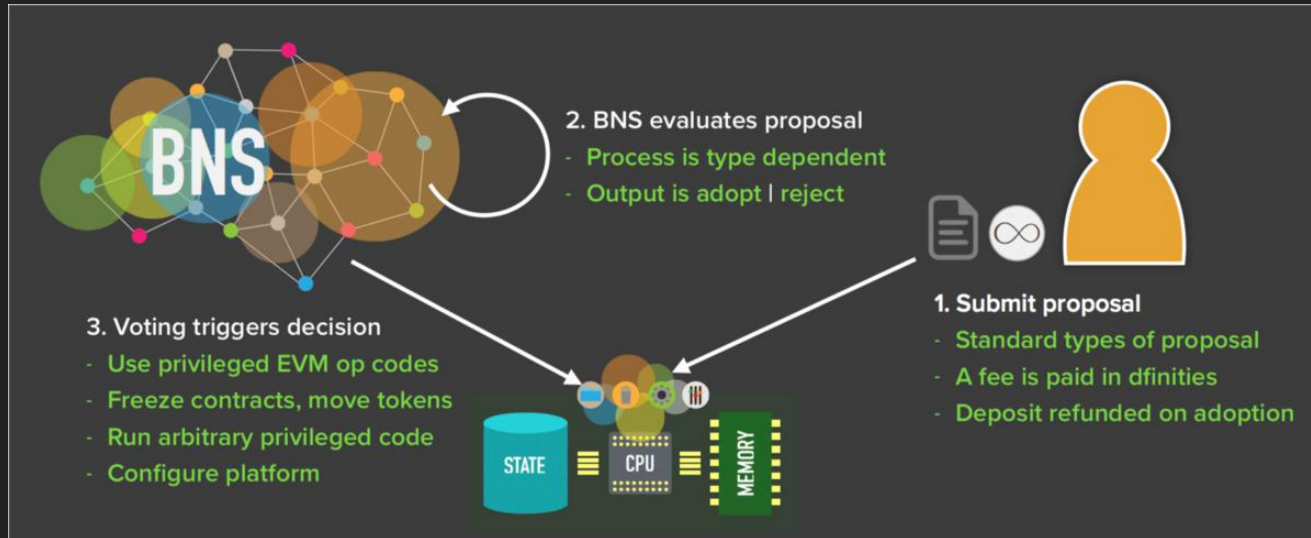 BNS
2. BNS evaluates proposal
- Process is type dependent
- Output is adopt | reject
1. Submit proposal
- Standard types of proposal
- A fee is paid in dfinities
- Deposit refunded on adoption
3. Voting triggers decision
- Use privileged EVM op codes
- Freeze contracts, move tokens
- Run arbitrary privileged code
- Configure platform
STATE
CPU
MEMORY